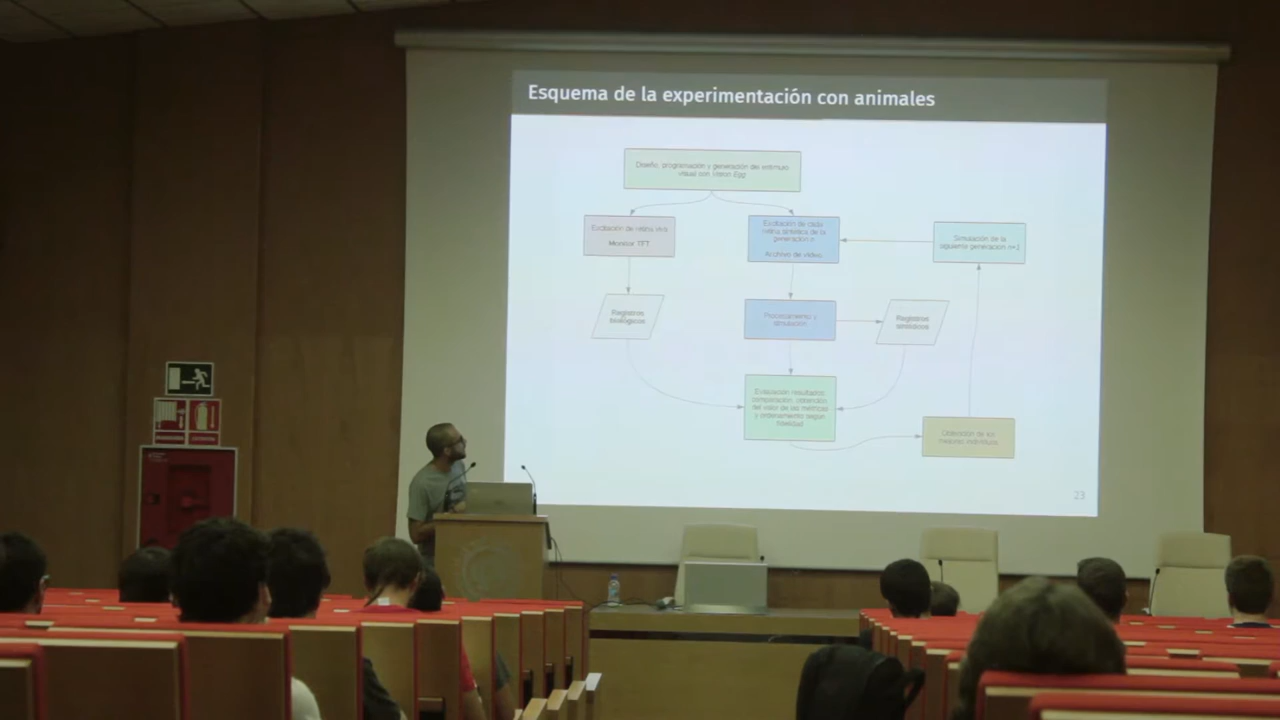 Esquema de la experimentación con animales
Diseño, programación y generación del estímulo
visual con Vision Egg
Excitación de retina viva
Monitor TFT
Excitación de cada
retina sintética de la
generación n
Archivo de vídeo
Simulación de la
siguiente generación n+1
Registros
biológicos
Procesamiento y
simulación
Registros
sintéticos
Evaluación resultados:
comparación, obtención
del valor de las métricas
y ordenamiento según
fidelidad
Obtención de los
mejores individuos
23